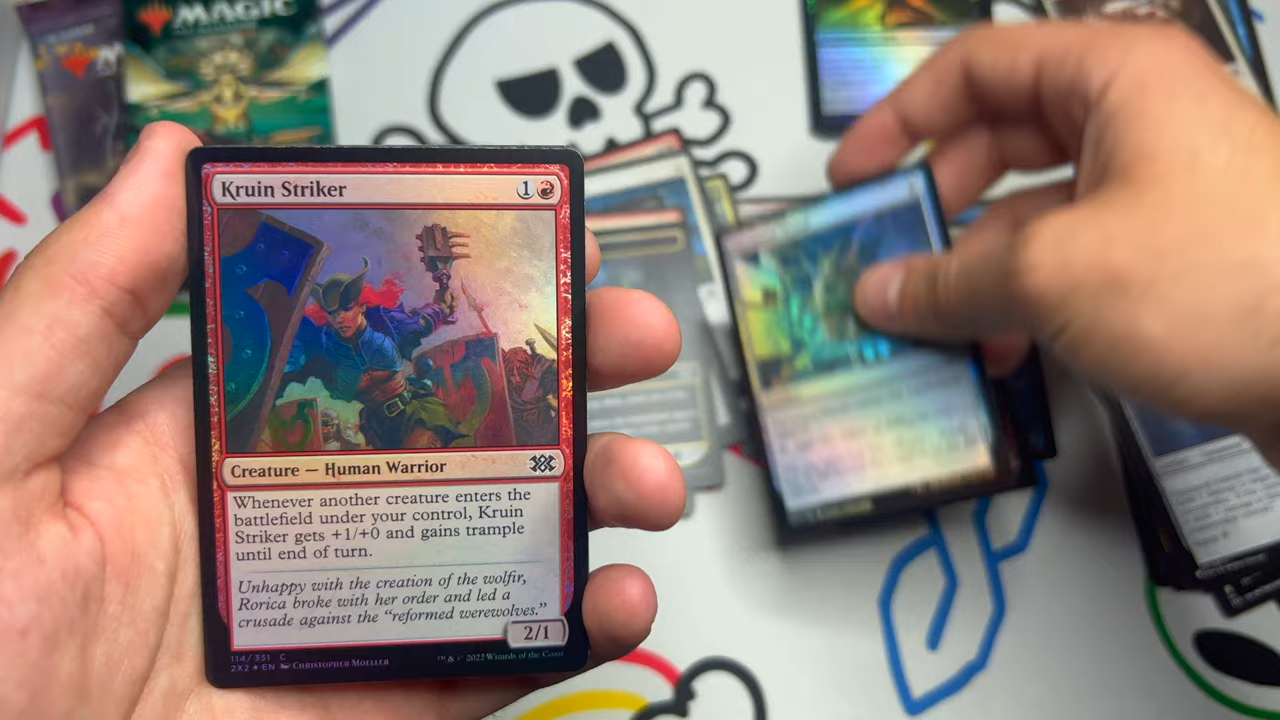 MAGIC
Kruin Striker
1
Creature — Human Warrior
Whenever another creature enters the
battlefield under your control, Kruin
Striker gets +1/+0 and gains trample
until end of turn.
Unhappy with the creation of the wolfir,
Rorica broke with her order and led a
crusade against the “reformed werewolves.”
2/1
114/331 C
2X2 ★ EN Christopher Moeller
™ & © 2022 Wizards of the Coast